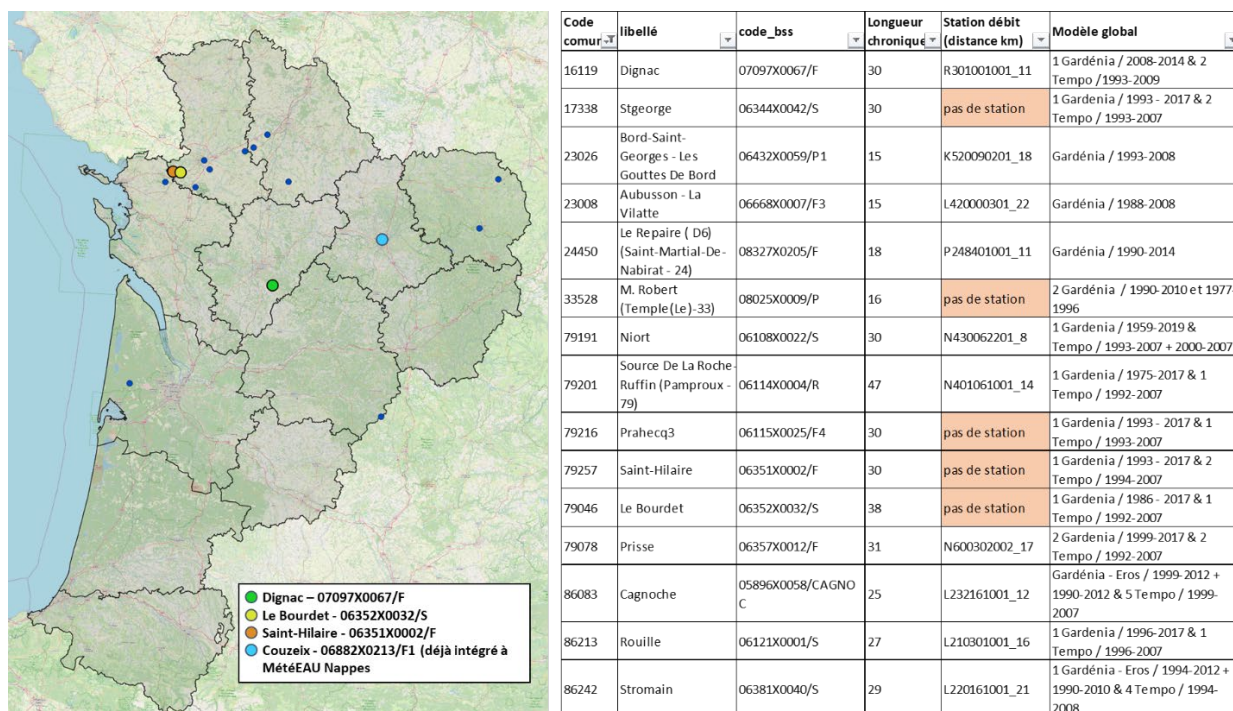 Dignac – 07097X0067/F
Le Bourdet - 06352X0032/S
Saint-Hilaire - 06351X0002/F
Couzeix - 06882X0213/F1 (déjà intégré à
MétéEAU Nappes
Code
comur
libellé
code_bss
Longueur
chronique
Station débit
(distance km)
Modèle global
16119
Dignac
07097X0067/F
30
R301001001_11
1 Gardénia / 2008-2014 & 2
Tempo /1993-2009
17338
Stgeorge
06344X0042/S
30
pas de station
1 Gardenia / 1993 - 2017 & 2
Tempo / 1993-2007
23026
Bord-Saint-
Georges - Les
Gouttes De Bord
06432X0059/P1
15
K520090201_18
Gardénia / 1993-2008
23008
Aubusson - La
Vilatte
06668X0007/F3
15
L420000301_22
Gardénia / 1988-2008
24450
Le Repaire ( D6)
(Saint-Martial-De-
Nabirat - 24)
08327X0205/F
18
P248401001_11
Gardénia / 1990-2014
33528
M. Robert
(Temple(Le)-33)
08025X0009/P
16
pas de station
2 Gardénia / 1990-2010 et 1977-
1996
79191
Niort
06108X0022/S
30
N430062201_8
1 Gardenia / 1959-2019 &
Tempo / 1993-2007 + 2000-2007
79201
Source De La Roche-
Ruffin (Pamproux -
79)
06114X0004/R
47
N401061001_14
1 Gardenia / 1975-2017 & 1
Tempo / 1992-2007
79216
Prahecq3
06115X0025/F4
30
pas de station
1 Gardenia / 1993 - 2017 & 1
Tempo / 1993-2007
79257
Saint-Hilaire
06351X0002/F
30
pas de station
1 Gardenia / 1993 - 2017 & 2
Tempo / 1994-2007
79046
Le Bourdet
06352X0032/S
38
pas de station
1 Gardenia / 1986 - 2017 & 1
Tempo / 1992-2007
79078
Prisse
06357X0012/F
31
N600302002_17
2 Gardenia / 1999-2017 & 2
Tempo / 1992-2007
86083
Cagnoche
05896X0058/CAGNO
C
25
L232161001_12
Gardénia - Eros / 1999-2012 +
1990-2012 & 5 Tempo / 1999-
2007
86213
Rouille
06121X0001/S
27
L210301001_16
1 Gardenia / 1996-2017 & 1
Tempo / 1996-2007
86242
Stromain
06381X0040/S
29
L220161001_21
1 Gardénia - Eros / 1994-2012 +
1990-2010 & 4 Tempo / 1994-
2008